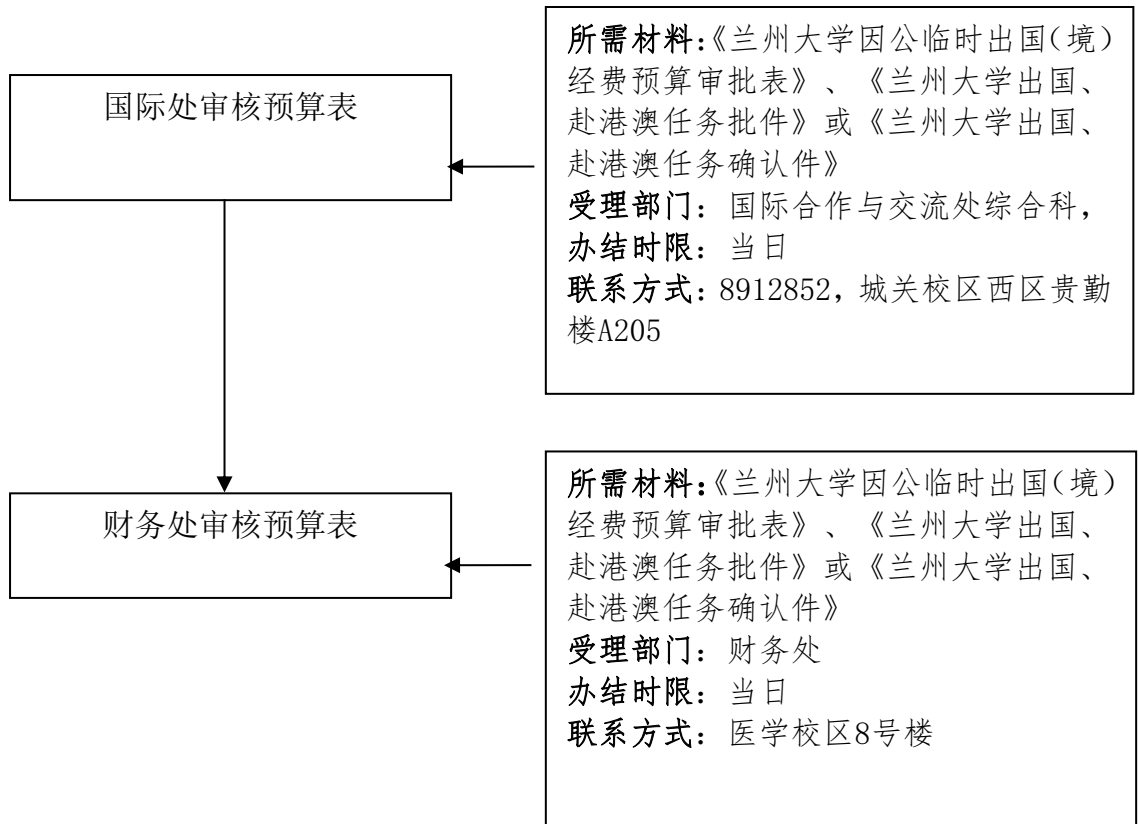 国际处审核预算表
所需材料：《兰州大学因公临时出国（境）
经费预算审批表》、《兰州大学出国、
赴港澳任务批件》或《兰州大学出国、
赴港澳任务确认件》
受理部门：国际合作与交流处综合科，
办结时限：当日
联系方式：8912852，城关校区西区贵勤
楼A205
财务处审核预算表
所需材料：《兰州大学因公临时出国（境）
经费预算审批表》、《兰州大学出国、
赴港澳任务批件》或《兰州大学出国、
赴港澳任务确认件》
受理部门：财务处
办结时限：当日
联系方式：医学校区8号楼